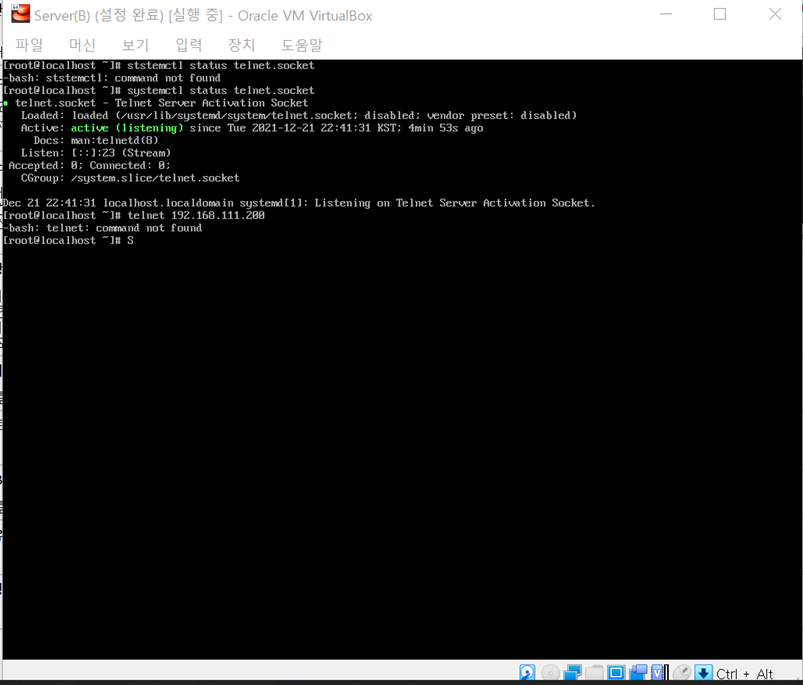 Server(B) (설정 완료) [실행 중] - Oracle VM VirtualBox
파일 머신 보기 입력 장치 도움말
[root@localhost ~]# ststemctl status telnet.socket
-bash: ststemctl: command not found
[root@localhost ~]# systemctl status telnet.socket
● telnet.socket - Telnet Server Activation Socket
Loaded: loaded (/usr/lib/systemd/system/telnet.socket; disabled; vendor preset: disabled)
Active: active (listening) since Tue 2021-12-21 22:41:31 KST; 4min 53s ago
Docs: man:telnetd(8)
Listen: [::]:23 (Stream)
Accepted: 0; Connected: 0;
CGroup: /system.slice/telnet.socket
Dec 21 22:41:31 localhost.localdomain systemd[1]: Listening on Telnet Server Activation Socket.
[root@localhost ~]# telnet 192.168.111.200
-bash: telnet: command not found
[root@localhost ~]# S
Ctrl + Alt